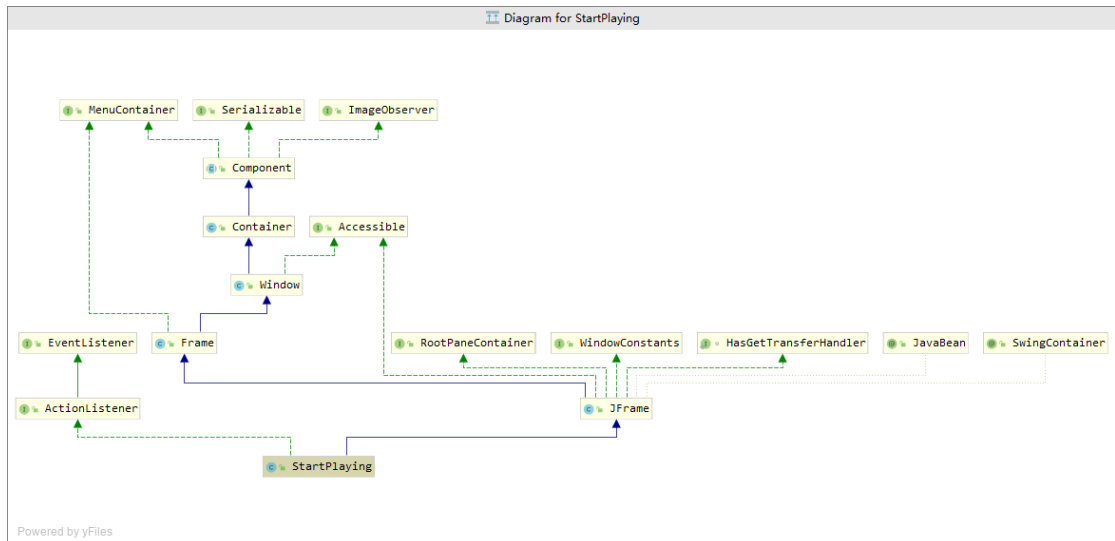 Diagram for StartPlaying
MenuContainer
Serializable
ImageObserver
Component
Container
Accessible
Window
EventListener
Frame
RootPaneContainer
WindowConstants
HasGetTransferHandler
JavaBean
SwingContainer
ActionListener
JFrame
StartPlaying
Powered by yFiles